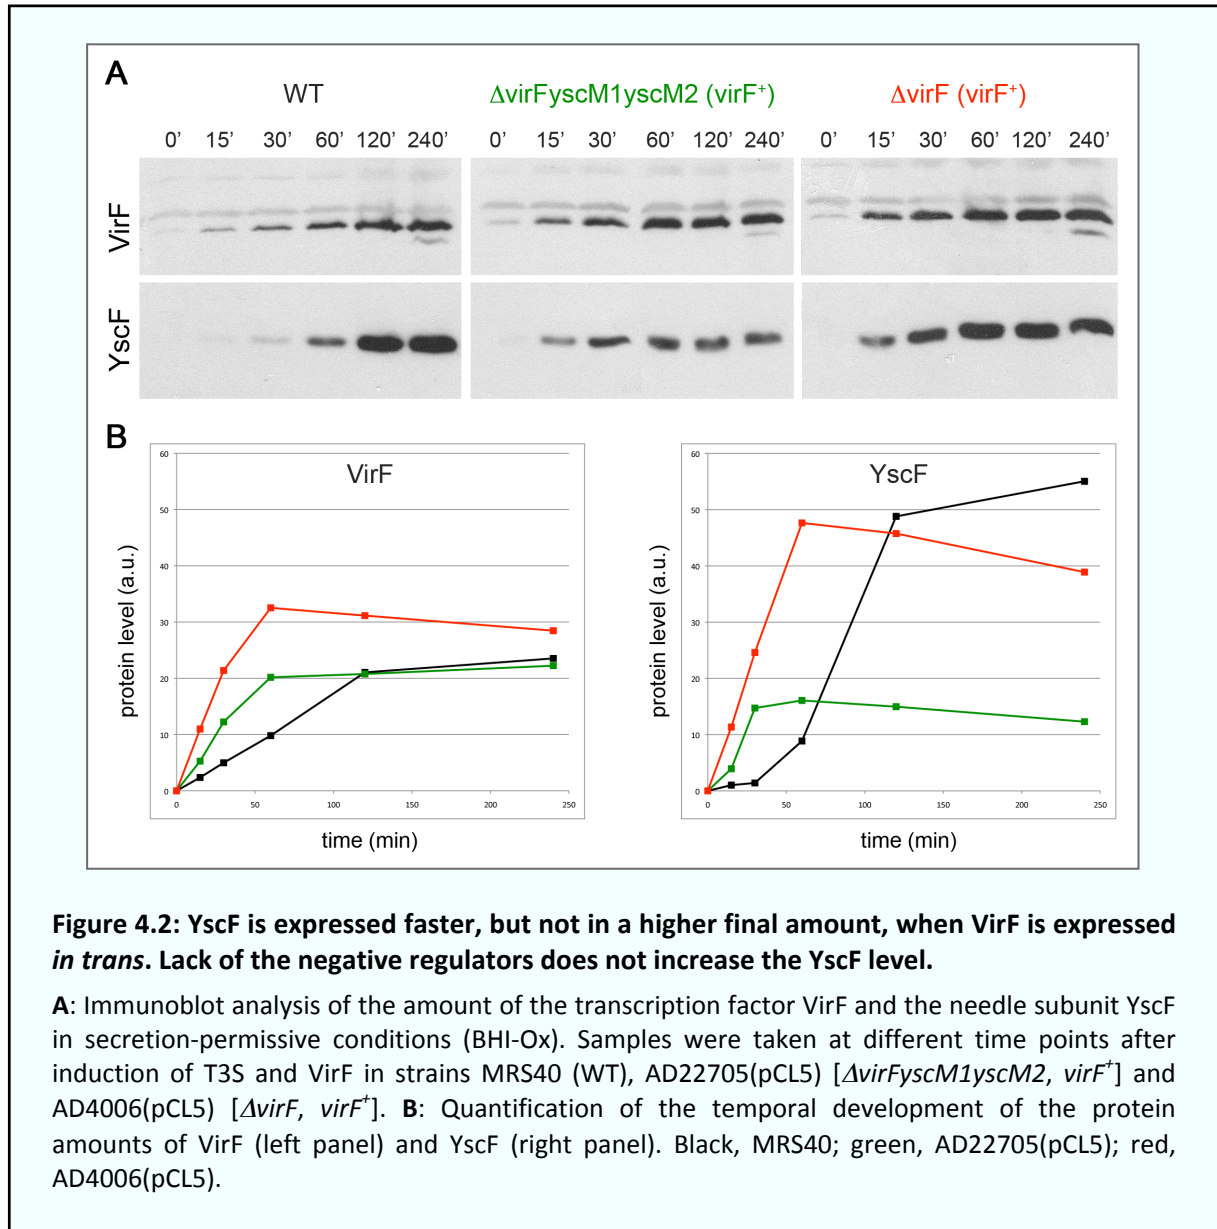 A
WT
ΔvirFyscM1yscM2 (virF⁺)
ΔvirF (virF⁺)
0’ 15’ 30’ 60’ 120’ 240’
0’ 15’ 30’ 60’ 120’ 240’
0’ 15’ 30’ 60’ 120’ 240’
VirF
YscF
B
VirF
60
50
40
30
20
10
0
0 50 100 150 200 250
protein level (a.u.)
time (min)
YscF
60
50
40
30
20
10
0
0 50 100 150 200 250
protein level (a.u.)
time (min)
Figure 4.2: YscF is expressed faster, but not in a higher final amount, when VirF is expressed
in trans. Lack of the negative regulators does not increase the YscF level.
A: Immunoblot analysis of the amount of the transcription factor VirF and the needle subunit YscF
in secretion-permissive conditions (BHI-Ox). Samples were taken at different time points after
induction of T3S and VirF in strains MRS40 (WT), AD22705(pCL5) [ΔvirFyscM1yscM2, virF⁺] and
AD4006(pCL5) [ΔvirF, virF⁺]. B: Quantification of the temporal development of the protein
amounts of VirF (left panel) and YscF (right panel). Black, MRS40; green, AD22705(pCL5); red,
AD4006(pCL5).